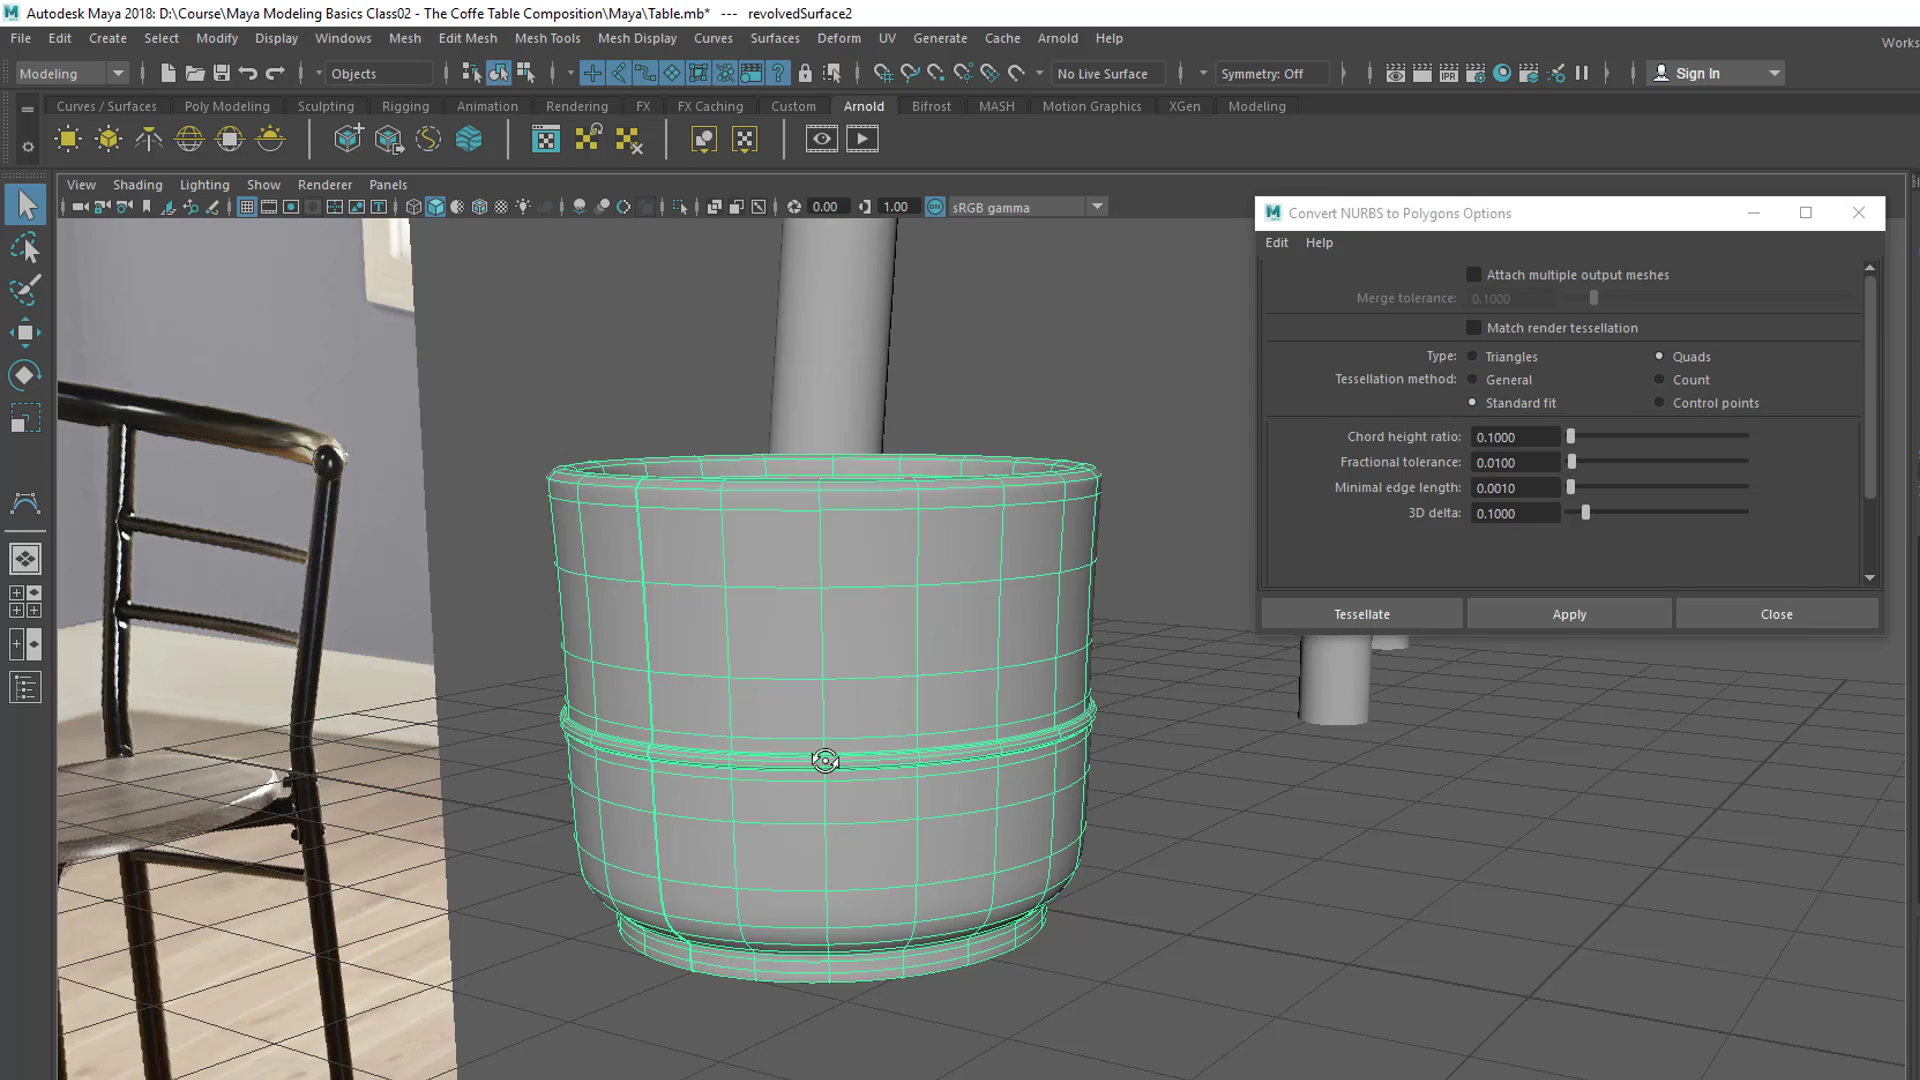 Autodesk Maya 2018: D:\Course\Maya Modeling Basics Class02 - The Coffe Table Composition\Maya\Table.mb* --- revolvedSurface2
File Edit Create Select Modify Display Windows Mesh Edit Mesh Mesh Tools Mesh Display Curves Surfaces Deform UV Generate Cache Arnold Help Works
Modeling Objects No Live Surface Symmetry: Off IPR Sign In
Curves / Surfaces Poly Modeling Sculpting Rigging Animation Rendering FX FX Caching Custom Arnold Bifrost MASH Motion Graphics XGen Modeling
View Shading Lighting Show Renderer Panels
0.00 1.00 ON sRGB gamma
Convert NURBS to Polygons Options
Edit Help
Attach multiple output meshes
Merge tolerance: 0.1000
Match render tessellation
Type: Triangles Quads
Tessellation method: General Count
Standard fit Control points
Chord height ratio: 0.1000
Fractional tolerance: 0.0100
Minimal edge length: 0.0010
3D delta: 0.1000
Tessellate Apply Close